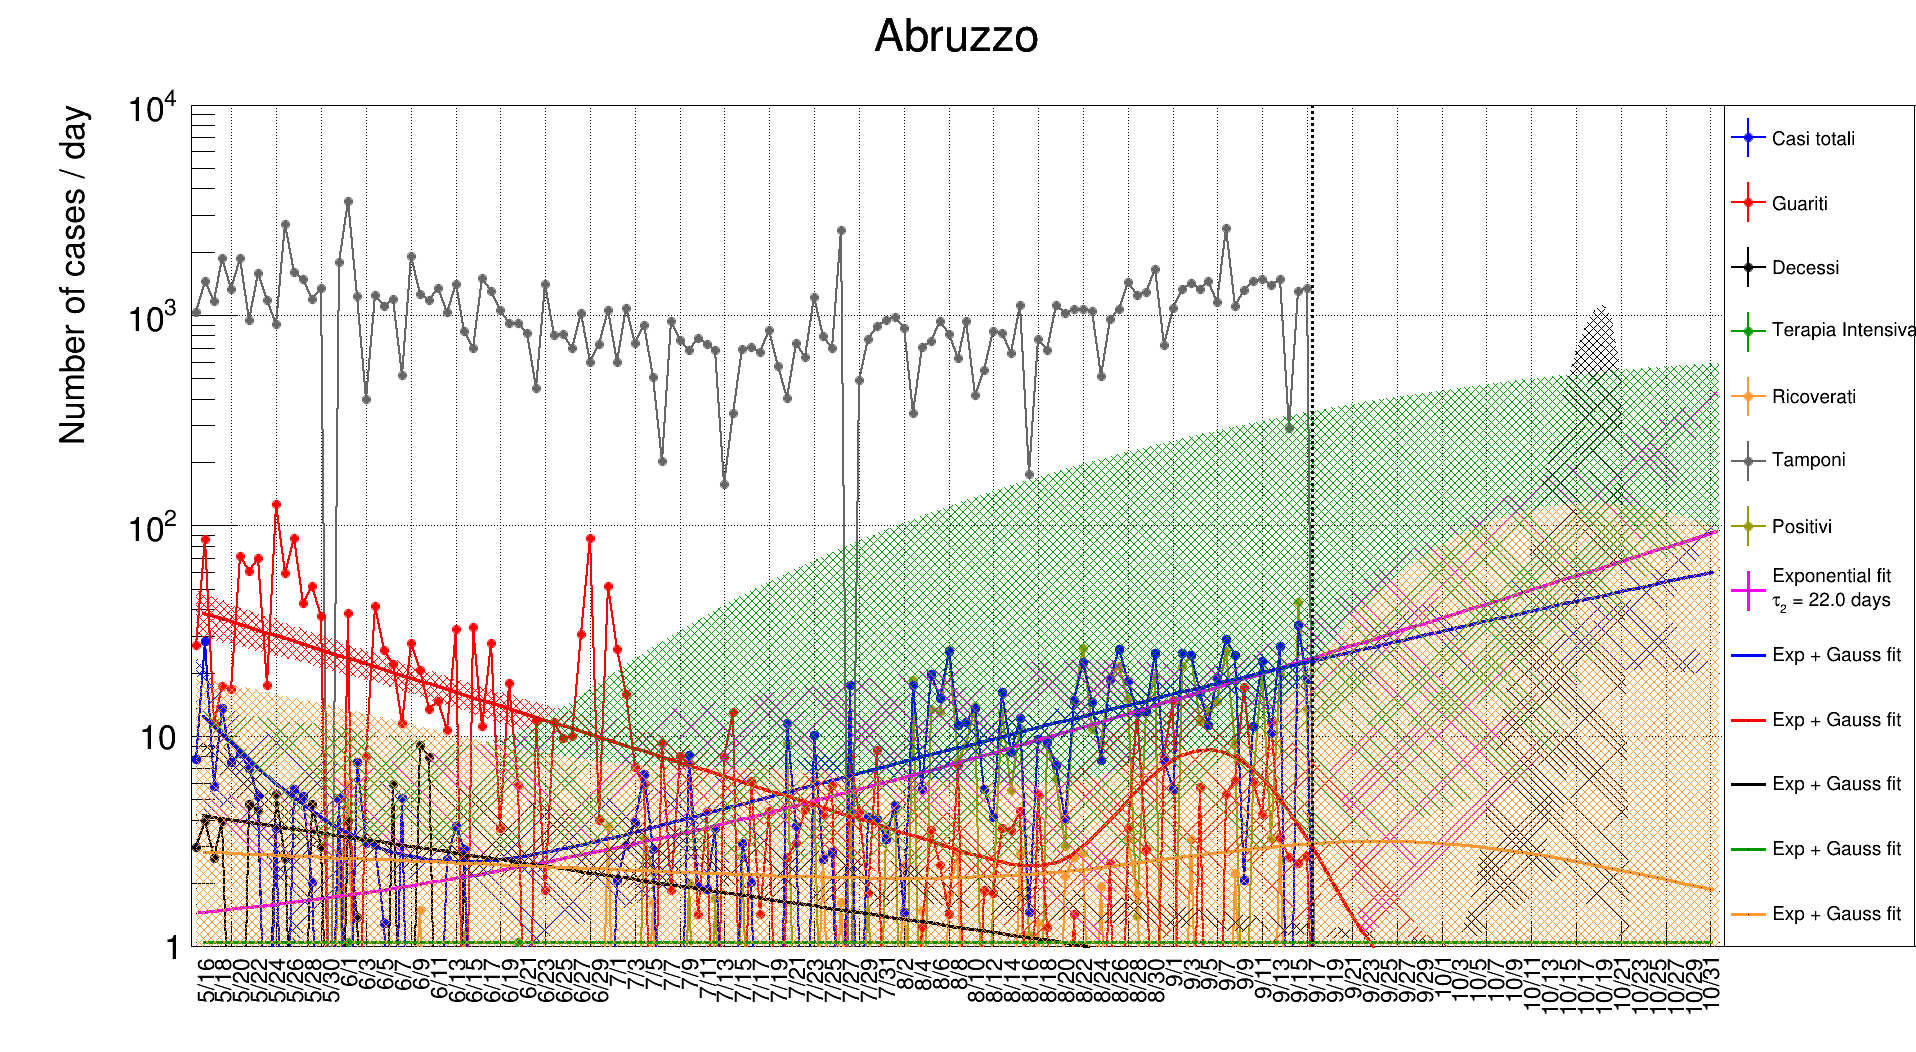 Abruzzo
Number of cases / day
10⁴
10³
10²
10
1
5/16 5/18 5/20 5/22 5/24 5/26 5/28 5/30 6/1 6/3 6/5 6/7 6/9 6/11 6/13 6/15 6/17 6/19 6/21 6/23 6/25 6/27 6/29 7/1 7/3 7/5 7/7 7/9 7/11 7/13 7/15 7/17 7/19 7/21 7/23 7/25 7/27 7/29 7/31 8/2 8/4 8/6 8/8 8/10 8/12 8/14 8/16 8/18 8/20 8/22 8/24 8/26 8/28 8/30 9/1 9/3 9/5 9/7 9/9 9/11 9/13 9/15 9/17 9/19 9/21 9/23 9/25 9/27 9/29 10/1 10/3 10/5 10/7 10/9 10/11 10/13 10/15 10/17 10/19 10/21 10/23 10/25 10/27 10/29 10/31
Casi totali
Guariti
Decessi
Terapia Intensiva
Ricoverati
Tamponi
Positivi
Exponential fit
τ₂ = 22.0 days
Exp + Gauss fit
Exp + Gauss fit
Exp + Gauss fit
Exp + Gauss fit
Exp + Gauss fit